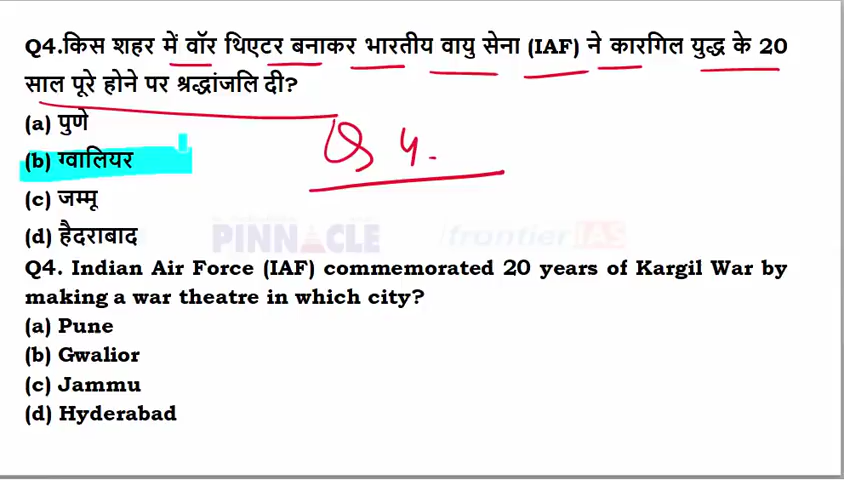 Q4.किस शहर में वॉर थिएटर बनाकर भारतीय वायु सेना (IAF) ने कारगिल युद्ध के 20
साल पूरे होने पर श्रद्धांजलि दी?
(a) पुणे
(b) ग्वालियर
(c) जम्मू
(d) हैदराबाद
PINNACLE frontier IAS
Q4. Indian Air Force (IAF) commemorated 20 years of Kargil War by
making a war theatre in which city?
(a) Pune
(b) Gwalior
(c) Jammu
(d) Hyderabad